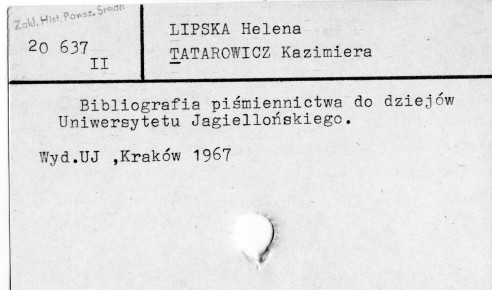 Zakł. Hist. Powsz. Średn
20 637
II
LIPSKA Helena
TATAROWICZ Kazimiera
Bibliografia piśmiennictwa do dziejów
Uniwersytetu Jagiellońskiego.
Wyd.UJ ,Kraków 1967